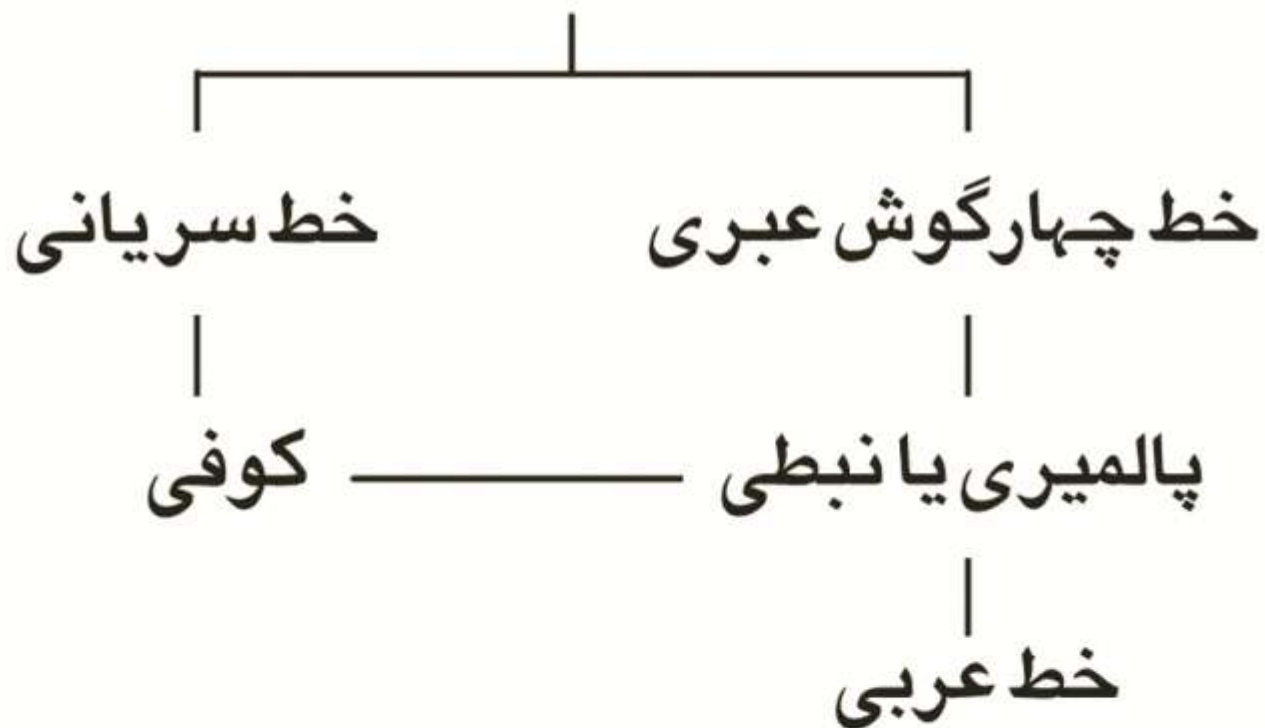 خط چهارگوش عبری خط سریانی
پالمیری یا نبطی کوفی
خط عربی